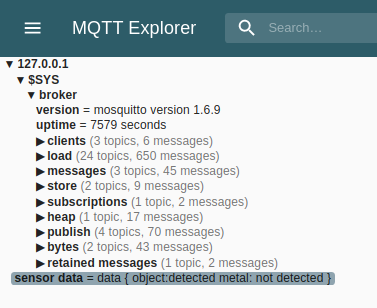 MQTT Explorer
Search...
127.0.0.1
$SYS
broker
version = mosquitto version 1.6.9
uptime = 7579 seconds
clients (3 topics, 6 messages)
load (24 topics, 650 messages)
messages (3 topics, 45 messages)
store (2 topics, 9 messages)
subscriptions (1 topic, 2 messages)
heap (1 topic, 17 messages)
publish (4 topics, 70 messages)
bytes (2 topics, 43 messages)
retained messages (1 topic, 2 messages)
sensor data = data { object:detected metal: not detected }